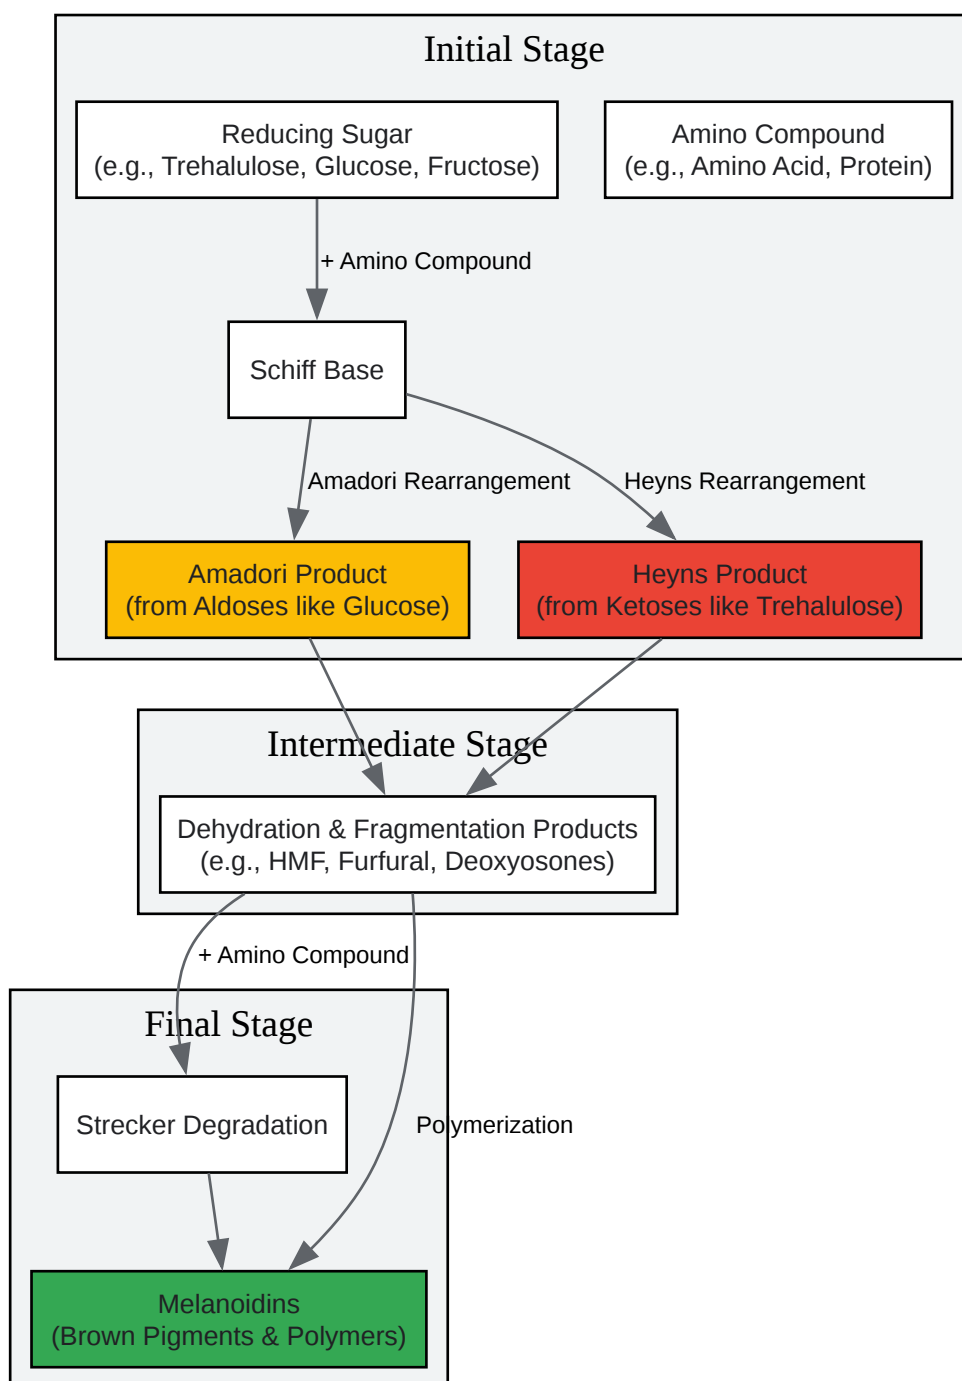 Initial Stage
Reducing Sugar
(e.g., Trehalulose, Glucose, Fructose)
Amino Compound
(e.g., Amino Acid, Protein)
+ Amino Compound
Schiff Base
Amadori Rearrangement
Heyns Rearrangement
Amadori Product
(from Aldoses like Glucose)
Heyns Product
(from Ketoses like Trehalulose)
Intermediate Stage
Dehydration & Fragmentation Products
(e.g., HMF, Furfural, Deoxyosones)
+ Amino Compound
Final Stage
Strecker Degradation
Polymerization
Melanoidins
(Brown Pigments & Polymers)